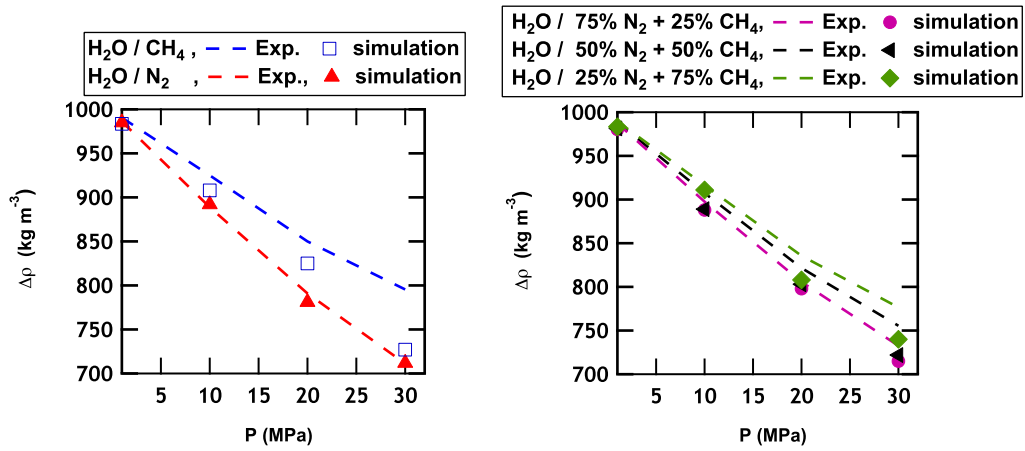 H₂O / CH₄ , Exp. simulation
H₂O / N₂ , Exp., simulation
1000
950
900
850
800
750
700
Δρ (kg m⁻³)
5 10 15 20 25 30
P (MPa)
H₂O / 75% N₂ + 25% CH₄, Exp. simulation
H₂O / 50% N₂ + 50% CH₄, Exp. simulation
H₂O / 25% N₂ + 75% CH₄, Exp. simulation
1000
950
900
850
800
750
700
Δρ (kg m⁻³)
5 10 15 20 25 30
P (MPa)